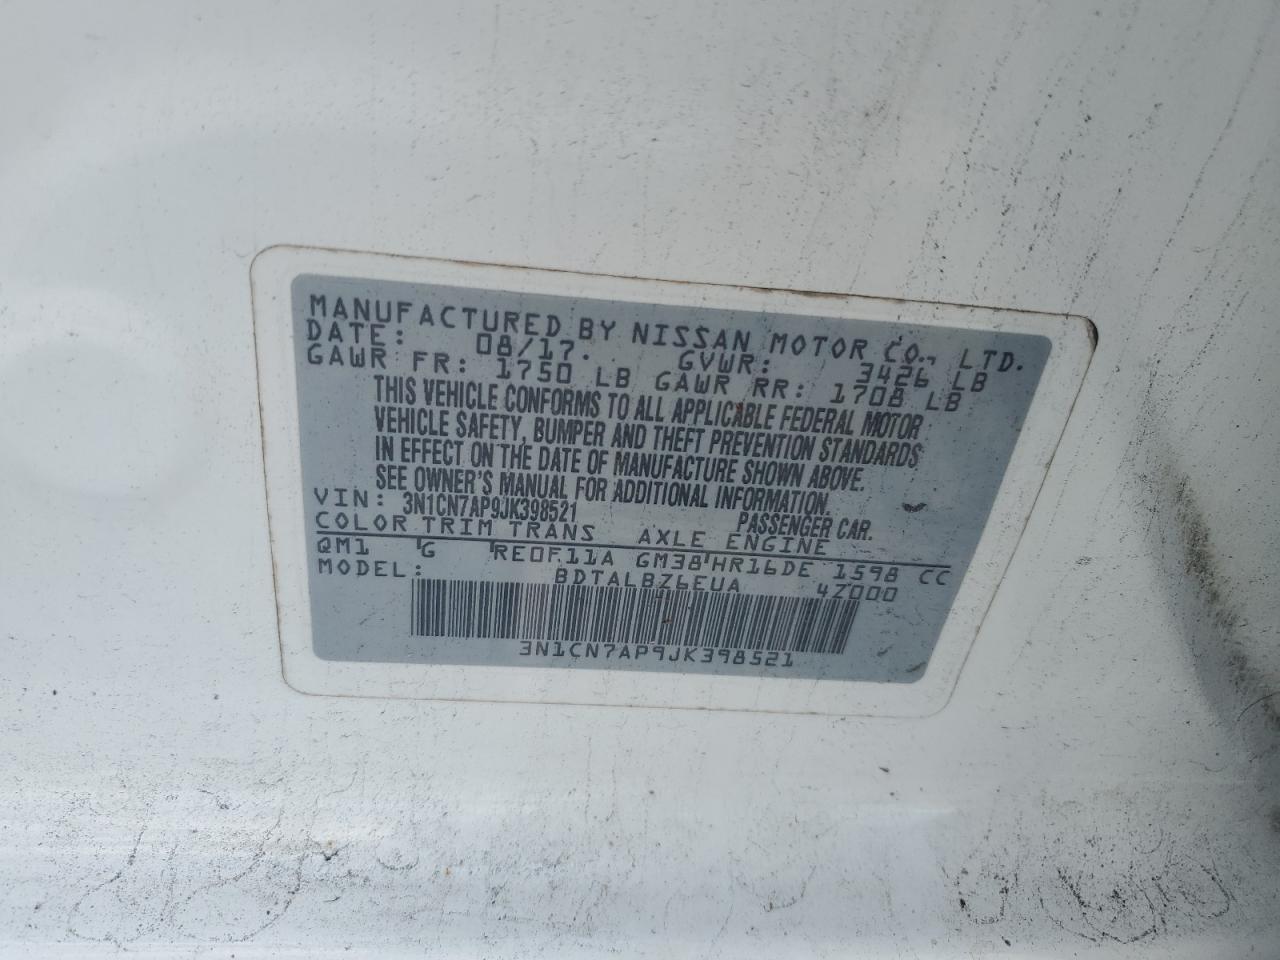 MANUFACTURED BY NISSAN MOTOR CO., LTD.
DATE: 08/17. GVWR: 3426 LB
GAWR FR: 1750 LB GAWR RR: 1708 LB
THIS VEHICLE CONFORMS TO ALL APPLICABLE FEDERAL MOTOR
VEHICLE SAFETY, BUMPER AND THEFT PREVENTION STANDARDS
IN EFFECT ON THE DATE OF MANUFACTURE SHOWN ABOVE.
SEE OWNER'S MANUAL FOR ADDITIONAL INFORMATION.
VIN: 3N1CN7AP9JK398521 PASSENGER CAR.
COLOR TRIM TRANS AXLE ENGINE
QM1 G RE0F11A GM38 HR16DE 1598 CC
MODEL: BDTALBZ6EUA 4Z000
3N1CN7AP9JK398521